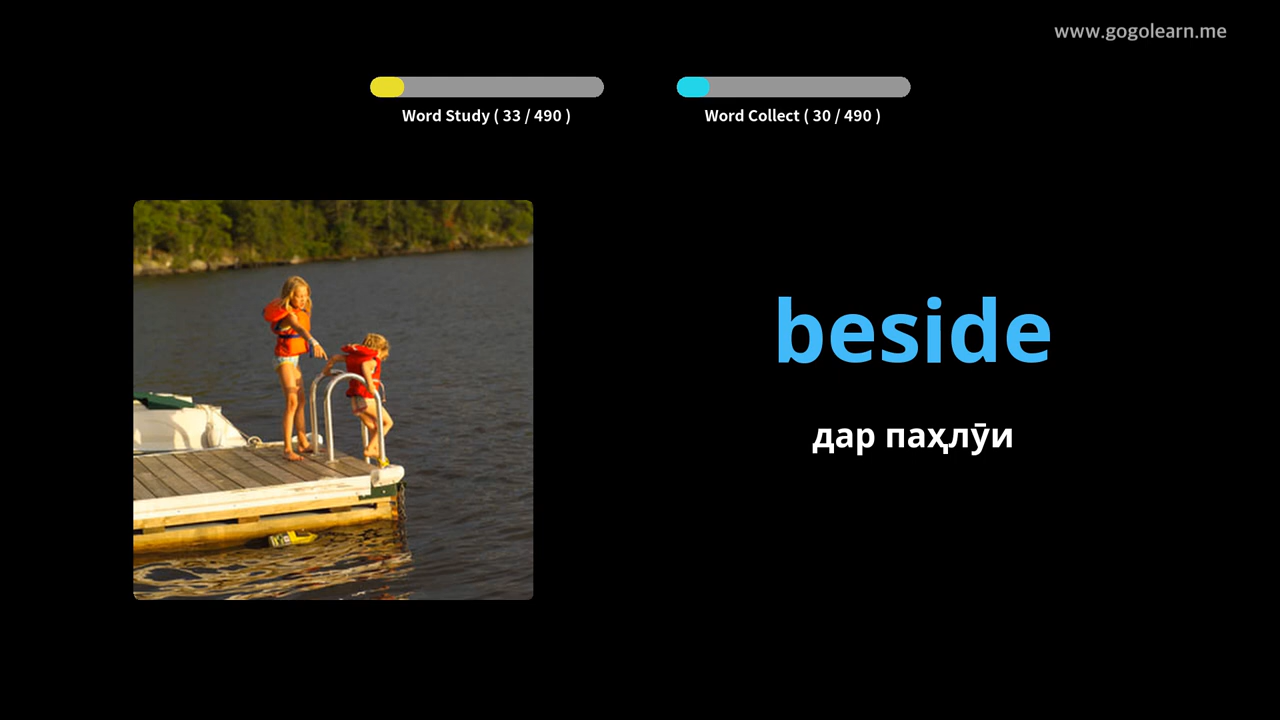 www.gogolearn.me
Word Study ( 33 / 490 )
Word Collect ( 30 / 490 )
beside
дар паҳлӯи